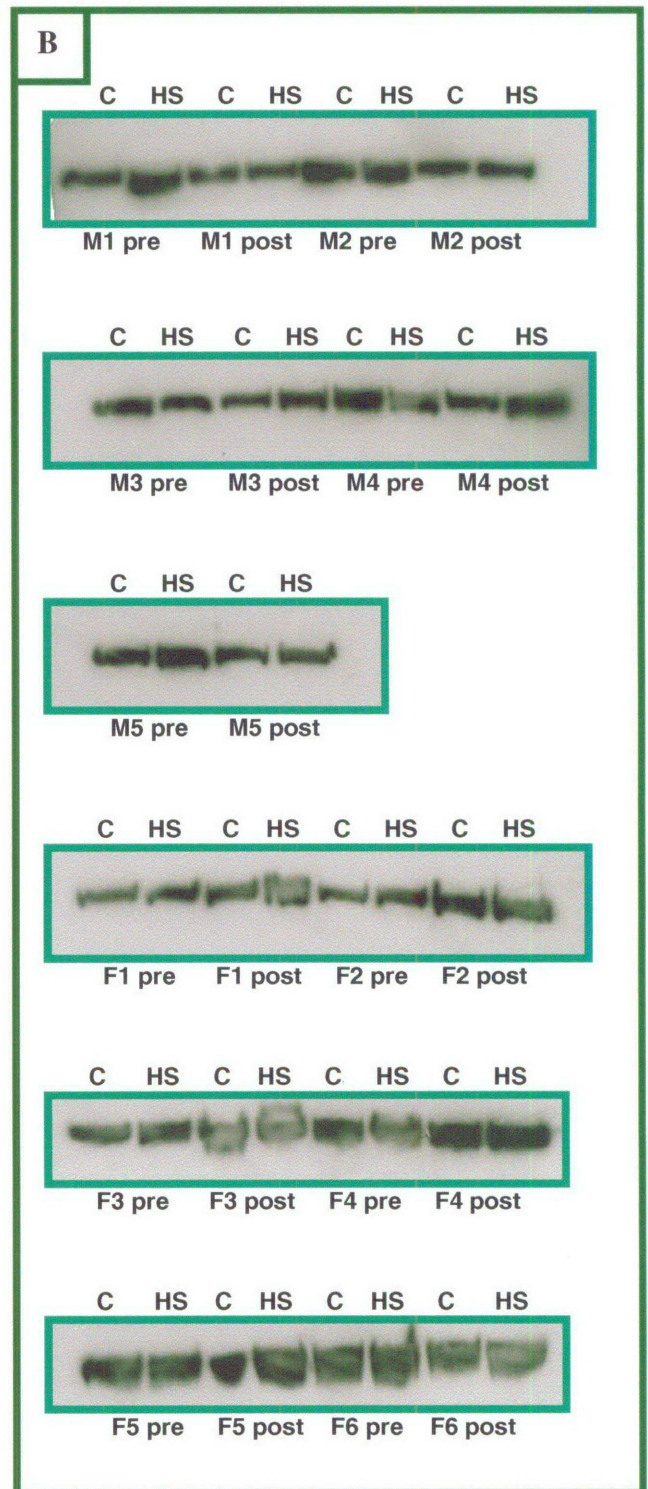 B
C HS C HS C HS C HS
M1 pre M1 post M2 pre M2 post
C HS C HS C HS C HS
M3 pre M3 post M4 pre M4 post
C HS C HS
M5 pre M5 post
C HS C HS C HS C HS
F1 pre F1 post F2 pre F2 post
C HS C HS C HS C HS
F3 pre F3 post F4 pre F4 post
C HS C HS C HS C HS
F5 pre F5 post F6 pre F6 post